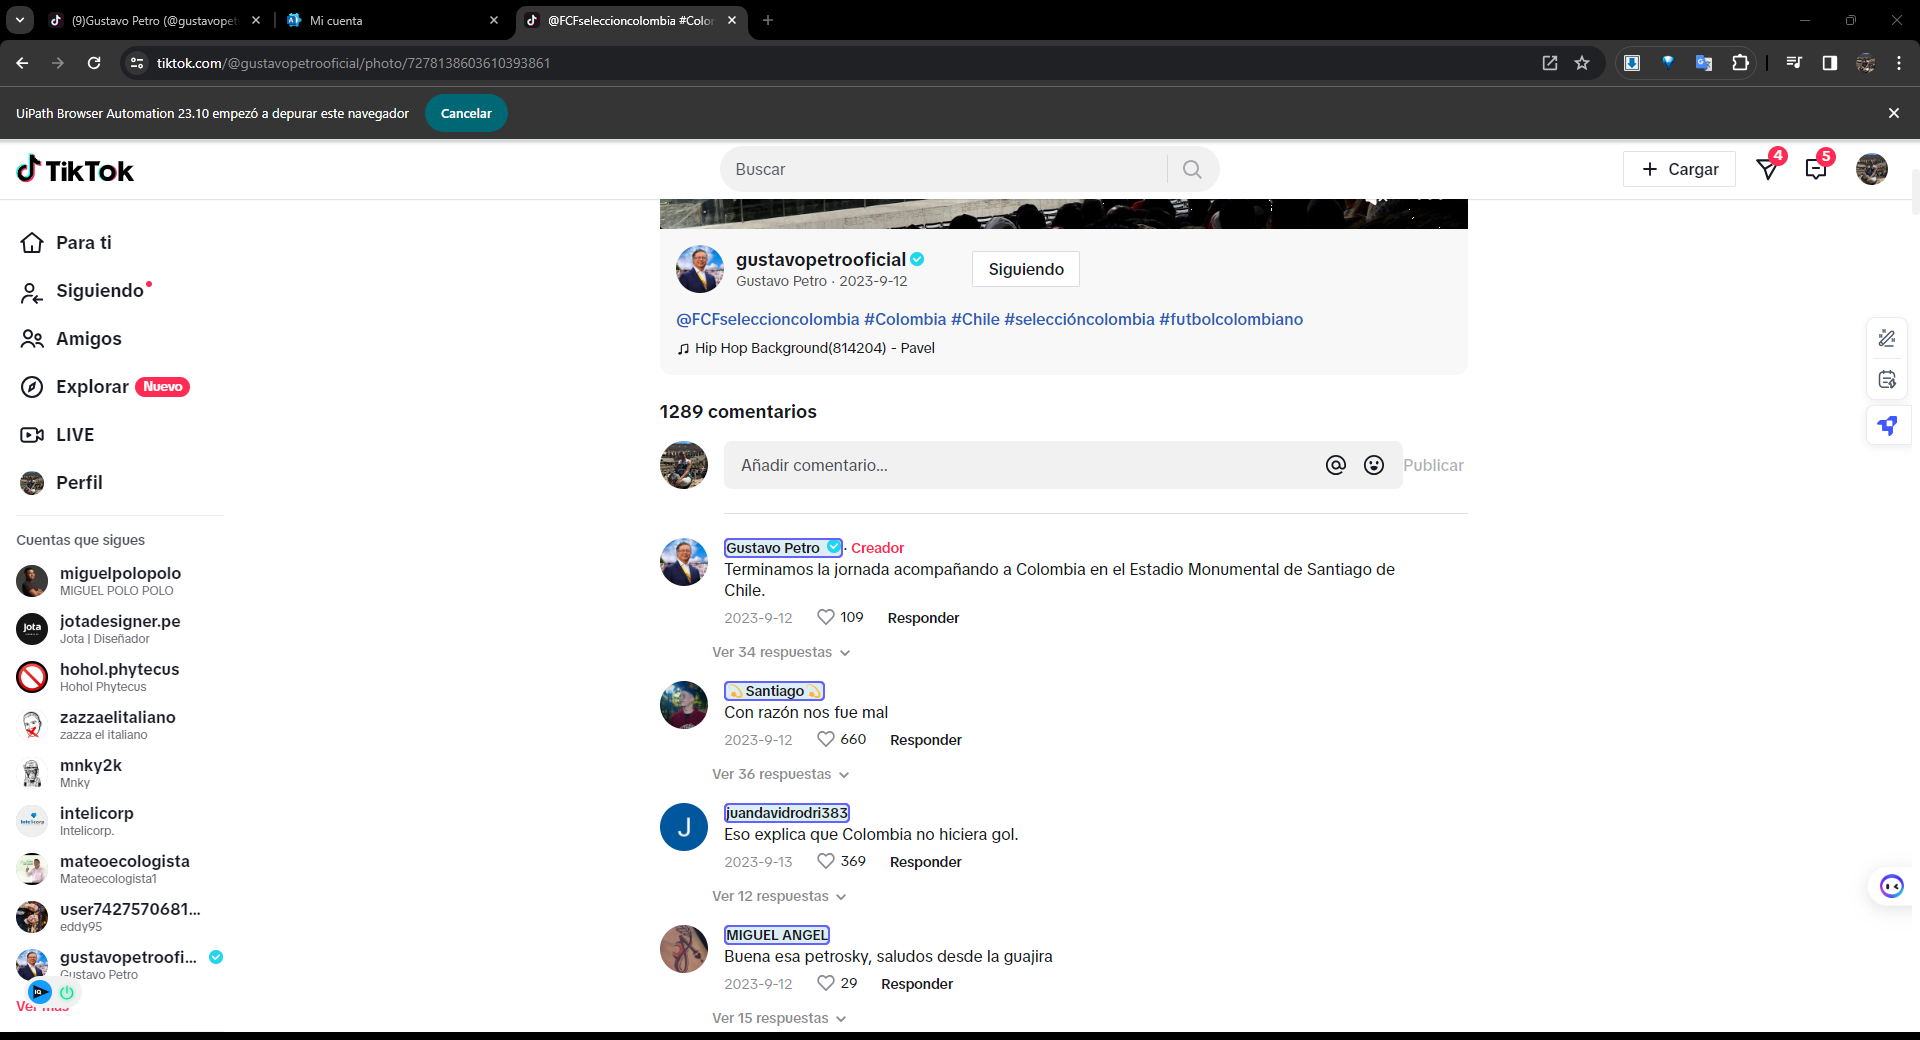 (9)Gustavo Petro (@gustavopet
Mi cuenta
@FCFseleccioncolombia #Color
tiktok.com/@gustavopetrooficial/photo/7278138603610393861
UiPath Browser Automation 23.10 empezó a depurar este navegador
Cancelar
TikTok
Buscar
Cargar
4
5
Para ti
Siguiendo
Amigos
Explorar Nuevo
LIVE
Perfil
Cuentas que sigues
miguelpolopolo
MIGUEL POLO POLO
jotadesigner.pe
Jota | Diseñador
hohol.phytecus
Hohol Phytecus
zazzaelitaliano
zazza el italiano
mnky2k
Mnky
intelicorp
Intelicorp.
mateoecologista
Mateoecologista1
user7427570681...
eddy95
gustavopetroofi...
Gustavo Petro
Ver más
gustavopetrooficial
Gustavo Petro · 2023-9-12
Siguiendo
@FCFseleccioncolombia #Colombia #Chile #seleccióncolombia #futbolcolombiano
Hip Hop Background(814204) - Pavel
1289 comentarios
Añadir comentario...
Publicar
Gustavo Petro · Creador
Terminamos la jornada acompañando a Colombia en el Estadio Monumental de Santiago de
Chile.
2023-9-12 109 Responder
Ver 34 respuestas
💫Santiago💫
Con razón nos fue mal
2023-9-12 660 Responder
Ver 36 respuestas
J
juandavidrodri383
Eso explica que Colombia no hiciera gol.
2023-9-13 369 Responder
Ver 12 respuestas
MIGUEL ANGEL
Buena esa petrosky, saludos desde la guajira
2023-9-12 29 Responder
Ver 15 respuestas